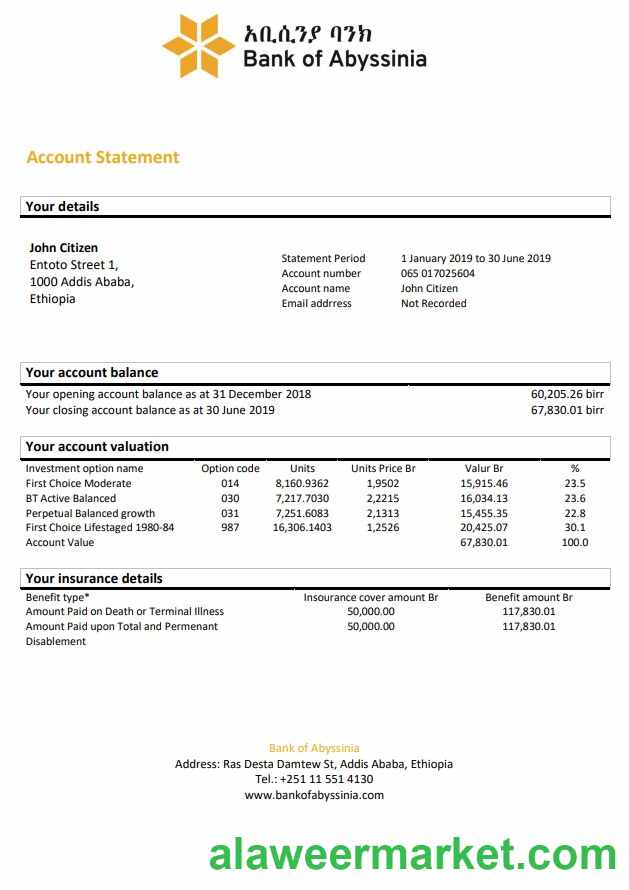 አቢሲንያ ባንክ
Bank of Abyssinia
Account Statement
Your details
John Citizen
Entoto Street 1,
1000 Addis Ababa,
Ethiopia
Statement Period 1 January 2019 to 30 June 2019
Account number 065 017025604
Account name John Citizen
Email addrress Not Recorded
Your account balance
Your opening account balance as at 31 December 2018 60,205.26 birr
Your closing account balance as at 30 June 2019 67,830.01 birr
Your account valuation
Investment option name Option code Units Units Price Br Valur Br %
First Choice Moderate 014 8,160.9362 1,9502 15,915.46 23.5
BT Active Balanced 030 7,217.7030 2,2215 16,034.13 23.6
Perpetual Balanced growth 031 7,251.6083 2,1313 15,455.35 22.8
First Choice Lifestaged 1980-84 987 16,306.1403 1,2526 20,425.07 30.1
Account Value 67,830.01 100.0
Your insurance details
Benefit type* Insourance cover amount Br Benefit amount Br
Amount Paid on Death or Terminal Illness 50,000.00 117,830.01
Amount Paid upon Total and Permenant 50,000.00 117,830.01
Disablement
Bank of Abyssinia
Address: Ras Desta Damtew St, Addis Ababa, Ethiopia
Tel.: +251 11 551 4130
www.bankofabyssinia.com
alaweermarket.com